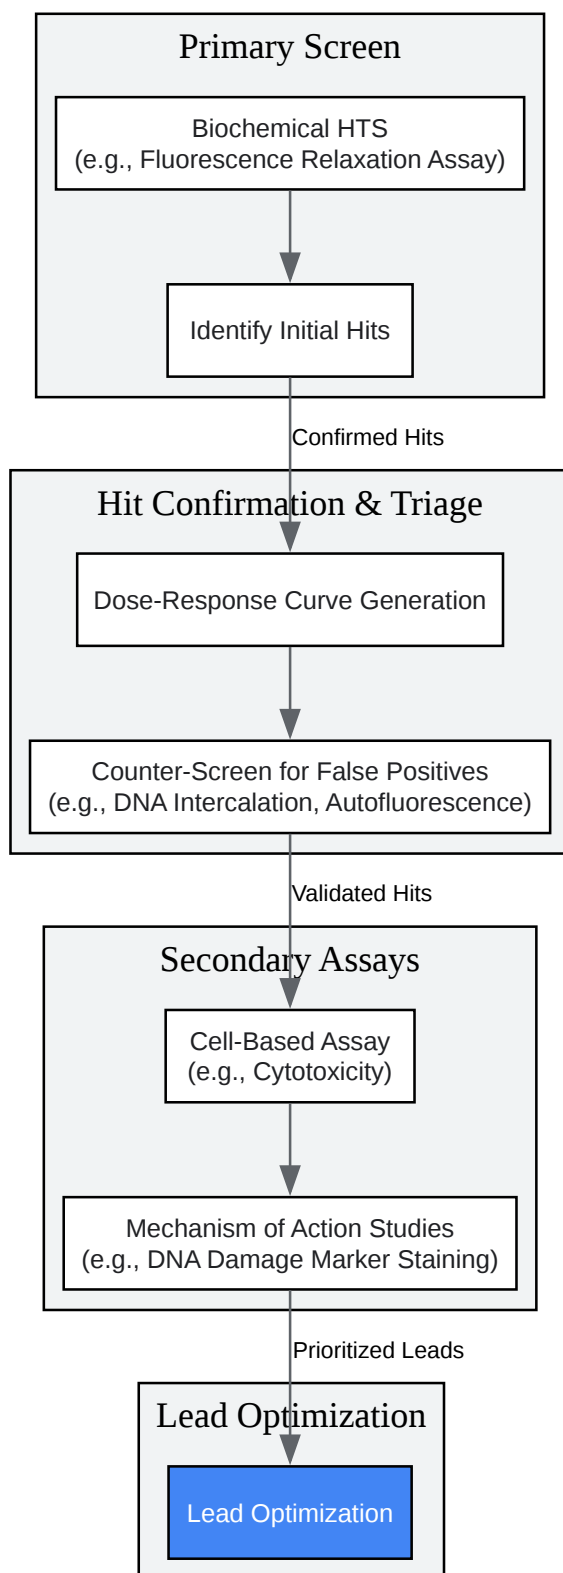 Primary Screen
Biochemical HTS
(e.g., Fluorescence Relaxation Assay)
Identify Initial Hits
Confirmed Hits
Hit Confirmation & Triage
Dose-Response Curve Generation
Counter-Screen for False Positives
(e.g., DNA Intercalation, Autofluorescence)
Validated Hits
Secondary Assays
Cell-Based Assay
(e.g., Cytotoxicity)
Mechanism of Action Studies
(e.g., DNA Damage Marker Staining)
Prioritized Leads
Lead Optimization
Lead Optimization